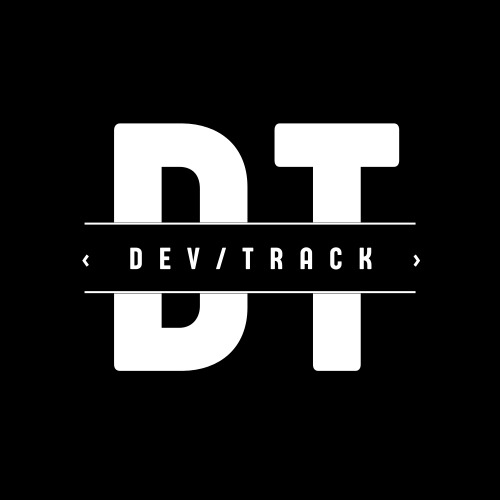 DT
‹ DEV/TRACK ›